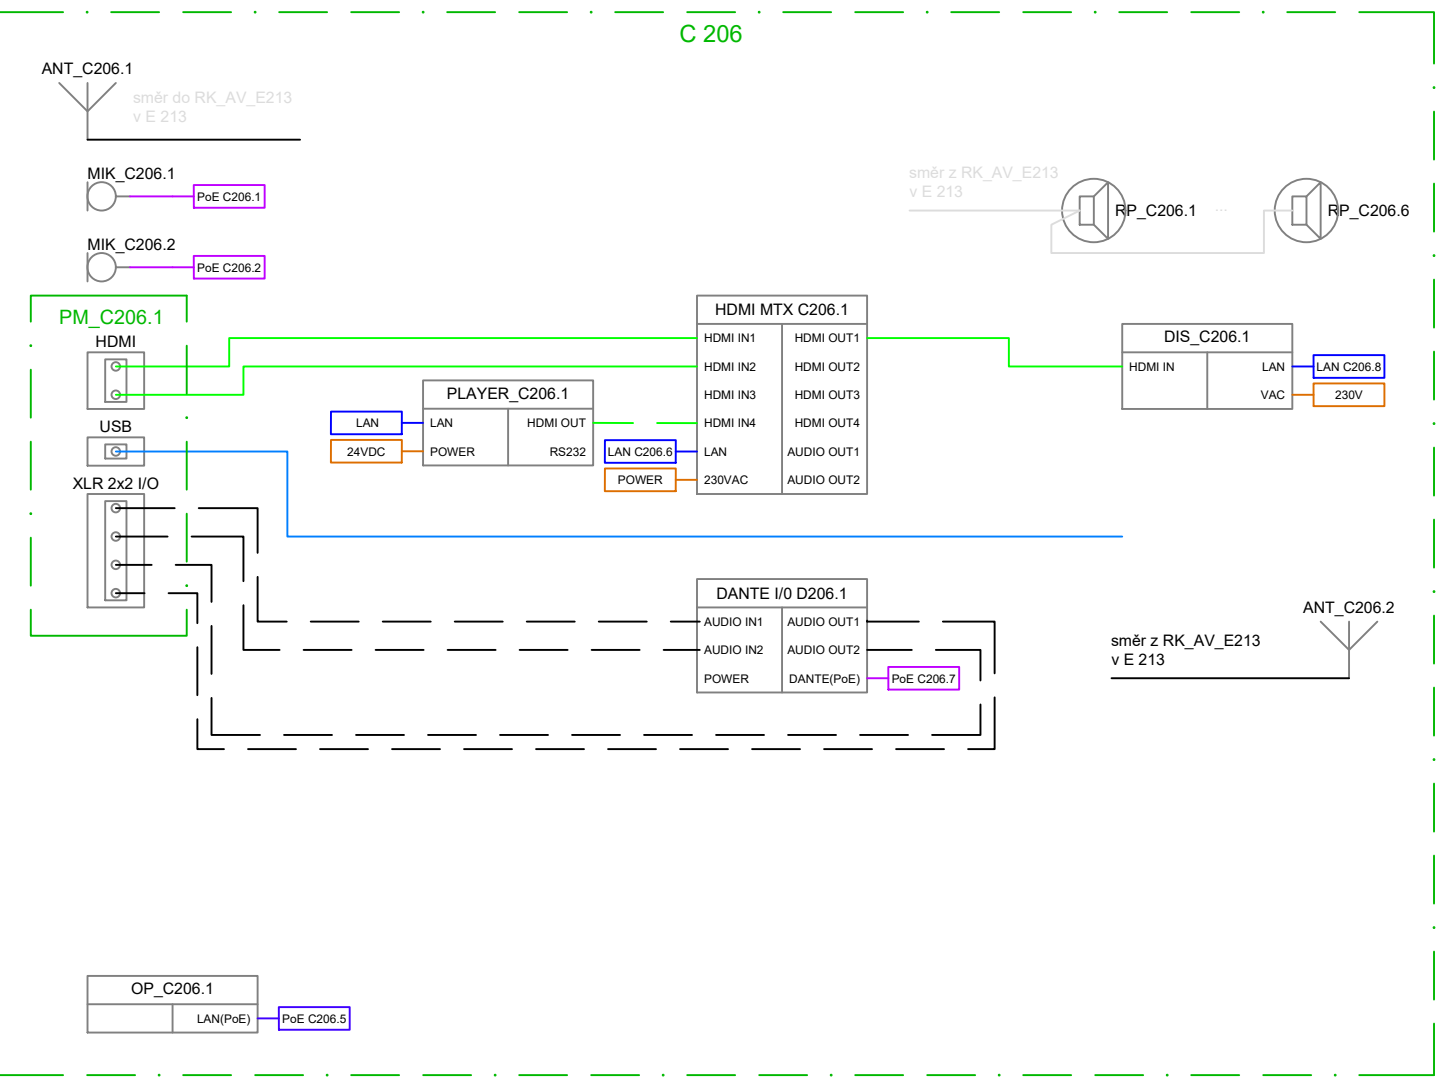 C 206
ANT_C206.1
směr do RK_AV_E213
v E 213
MIK_C206.1
PoE C206.1
směr z RK_AV_E213
v E 213
RP_C206.1
...
RP_C206.6
MIK_C206.2
PoE C206.2
PM_C206.1
HDMI
USB
XLR 2x2 I/O
PLAYER_C206.1
LAN
LAN
HDMI OUT
24VDC
POWER
RS232
HDMI MTX C206.1
HDMI IN1
HDMI OUT1
HDMI IN2
HDMI OUT2
HDMI IN3
HDMI OUT3
HDMI IN4
HDMI OUT4
LAN C206.6
LAN
AUDIO OUT1
POWER
230VAC
AUDIO OUT2
DIS_C206.1
HDMI IN
LAN
LAN C206.8
VAC
230V
DANTE I/0 D206.1
AUDIO IN1
AUDIO OUT1
AUDIO IN2
AUDIO OUT2
POWER
DANTE(PoE)
PoE C206.7
ANT_C206.2
směr z RK_AV_E213
v E 213
OP_C206.1
LAN(PoE)
PoE C206.5